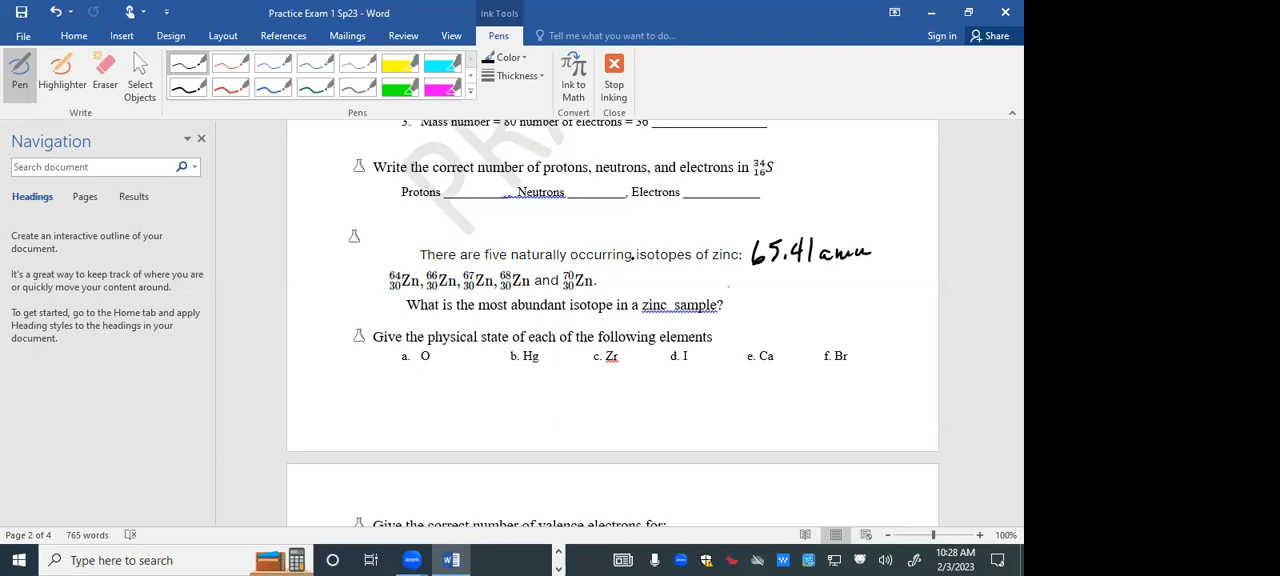 Practice Exam 1 Sp23 - Word
Ink Tools
File Home Insert Design Layout References Mailings Review View Pens Tell me what you want to do... Sign in Share
Pen Highlighter Eraser Select Objects
Color
Thickness
Ink to Math
Stop Inking
Write Pens Convert Close
Navigation
Search document
Headings Pages Results
Create an interactive outline of your document.
It's a great way to keep track of where you are or quickly move your content around.
To get started, go to the Home tab and apply Heading styles to the headings in your document.
3. Mass number = 80 number of electrons = 36
Write the correct number of protons, neutrons, and electrons in ³⁴₁₆S
Protons ________, Neutrons ________, Electrons ________
There are five naturally occurring isotopes of zinc: 65.41 amu
⁶⁴₃₀Zn, ⁶⁶₃₀Zn, ⁶⁷₃₀Zn, ⁶⁸₃₀Zn and ⁷⁰₃₀Zn.
What is the most abundant isotope in a zinc sample?
Give the physical state of each of the following elements
a. O b. Hg c. Zr d. I e. Ca f. Br
Give the correct number of valence electrons for:
Page 2 of 4 765 words 100%
Type here to search
zoom
10:28 AM
2/3/2023